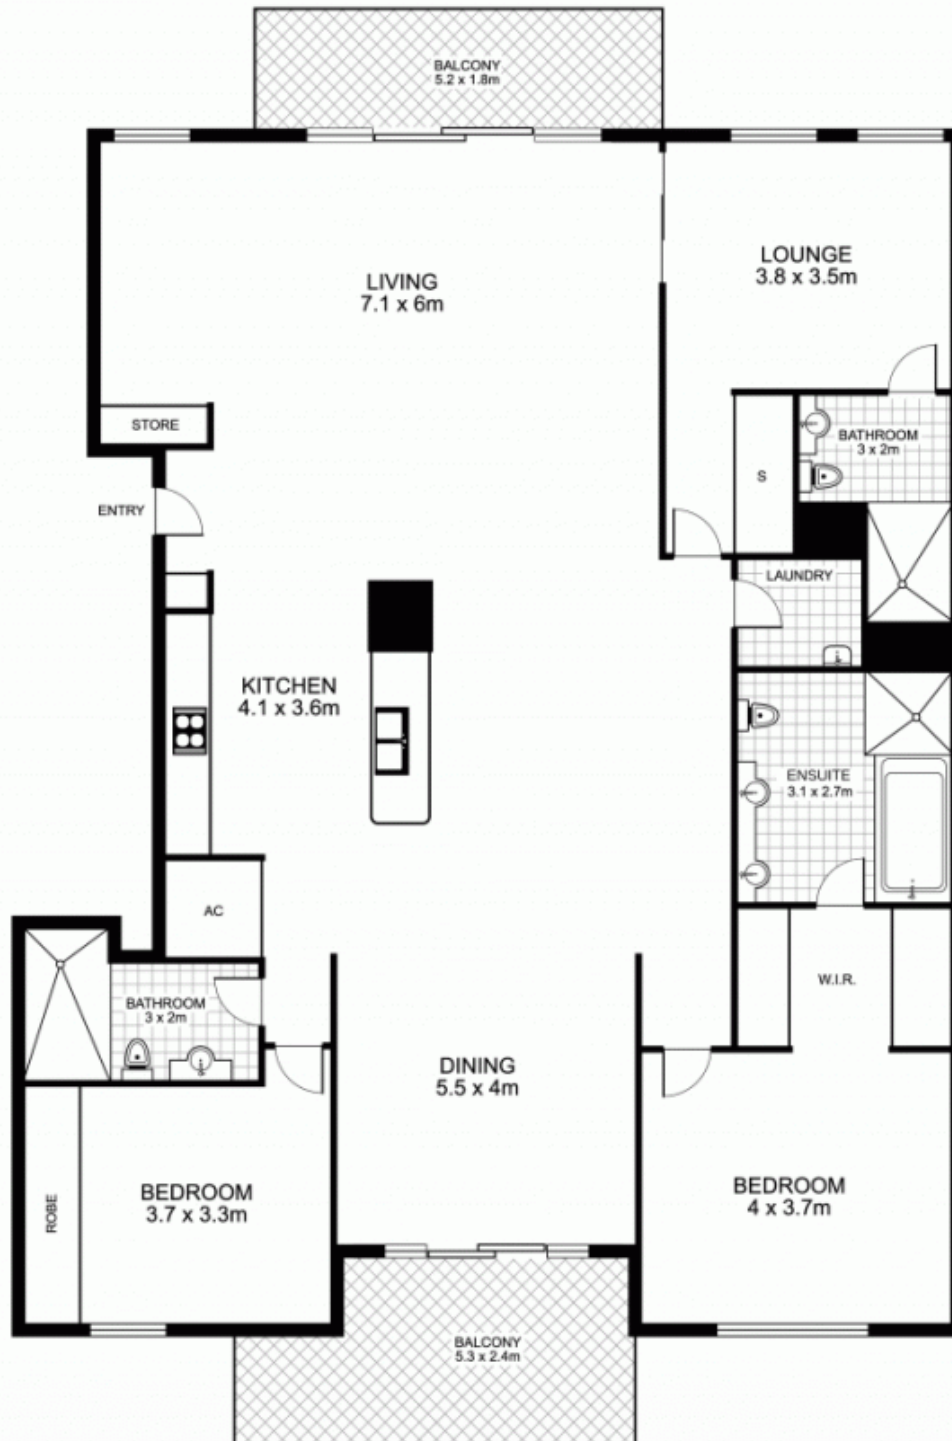 BALCONY
5.2 x 1.8m
LIVING
7.1 x 6m
LOUNGE
3.8 x 3.5m
STORE
BATHROOM
3 x 2m
S
ENTRY
LAUNDRY
KITCHEN
4.1 x 3.6m
ENSUITE
3.1 x 2.7m
AC
W.I.R.
BATHROOM
3 x 2m
DINING
5.5 x 4m
ROBE
BEDROOM
3.7 x 3.3m
BEDROOM
4 x 3.7m
BALCONY
5.3 x 2.4m